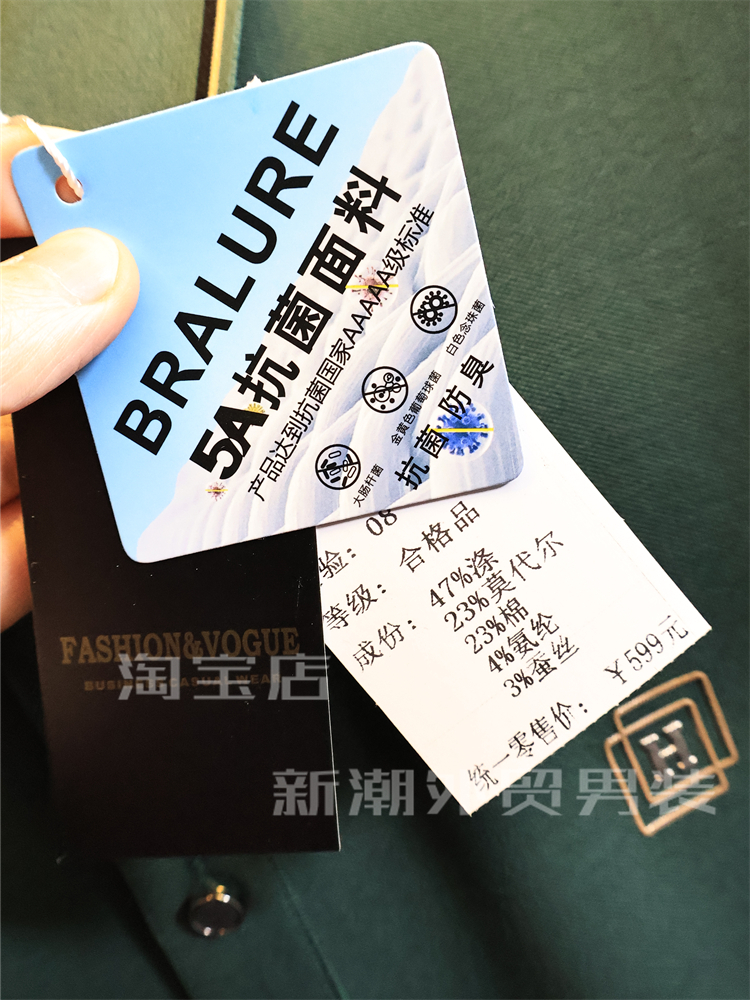 BRALURE
5A抗菌面料
产品达到抗菌国家AAAAA级标准
大肠杆菌
金黄色葡萄球菌
白色念珠菌
抗菌防臭
验: 08
等级: 合格品
成份: 47%涤
23%莫代尔
23%棉
4%氨纶
3%蚕丝
统一零售价: ¥599元
FASHION&VOGUE
BUSINESS CASUAL WEAR
淘宝店
新潮外贸男装
H